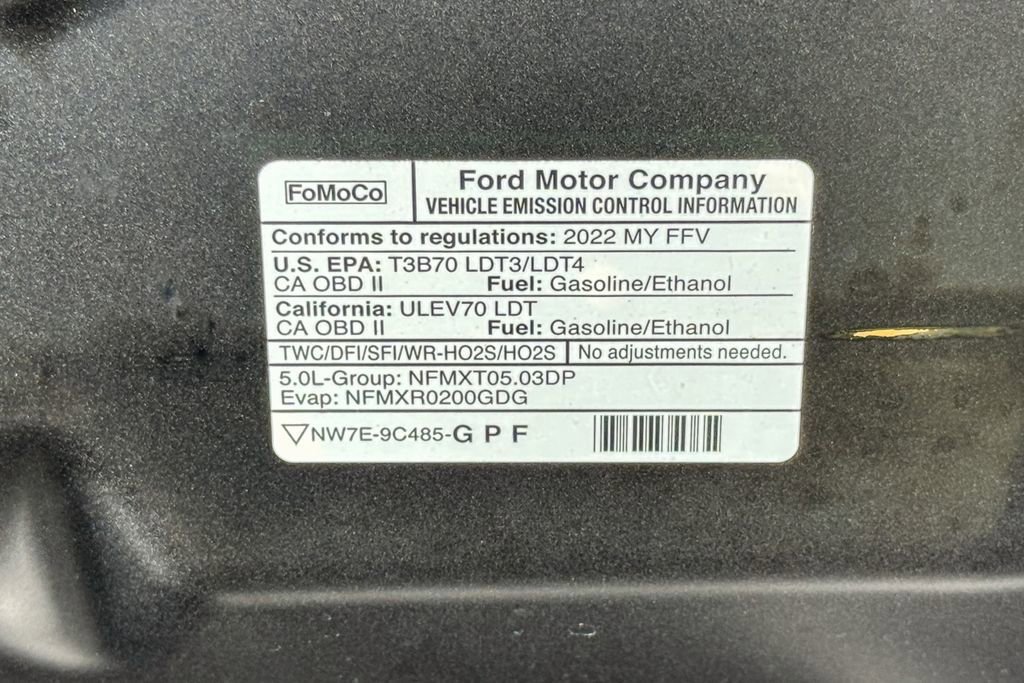 FoMoCo
Ford Motor Company
VEHICLE EMISSION CONTROL INFORMATION
Conforms to regulations: 2022 MY FFV
U.S. EPA: T3B70 LDT3/LDT4
CA OBD II Fuel: Gasoline/Ethanol
California: ULEV70 LDT
CA OBD II Fuel: Gasoline/Ethanol
TWC/DFI/SFI/WR-HO2S/HO2S No adjustments needed.
5.0L-Group: NFMXT05.03DP
Evap: NFMXR0200GDG
NW7E-9C485-G P F